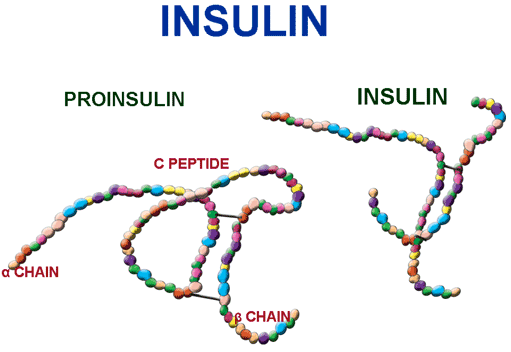 INSULIN
PROINSULIN
INSULIN
C PEPTIDE
α CHAIN
β CHAIN